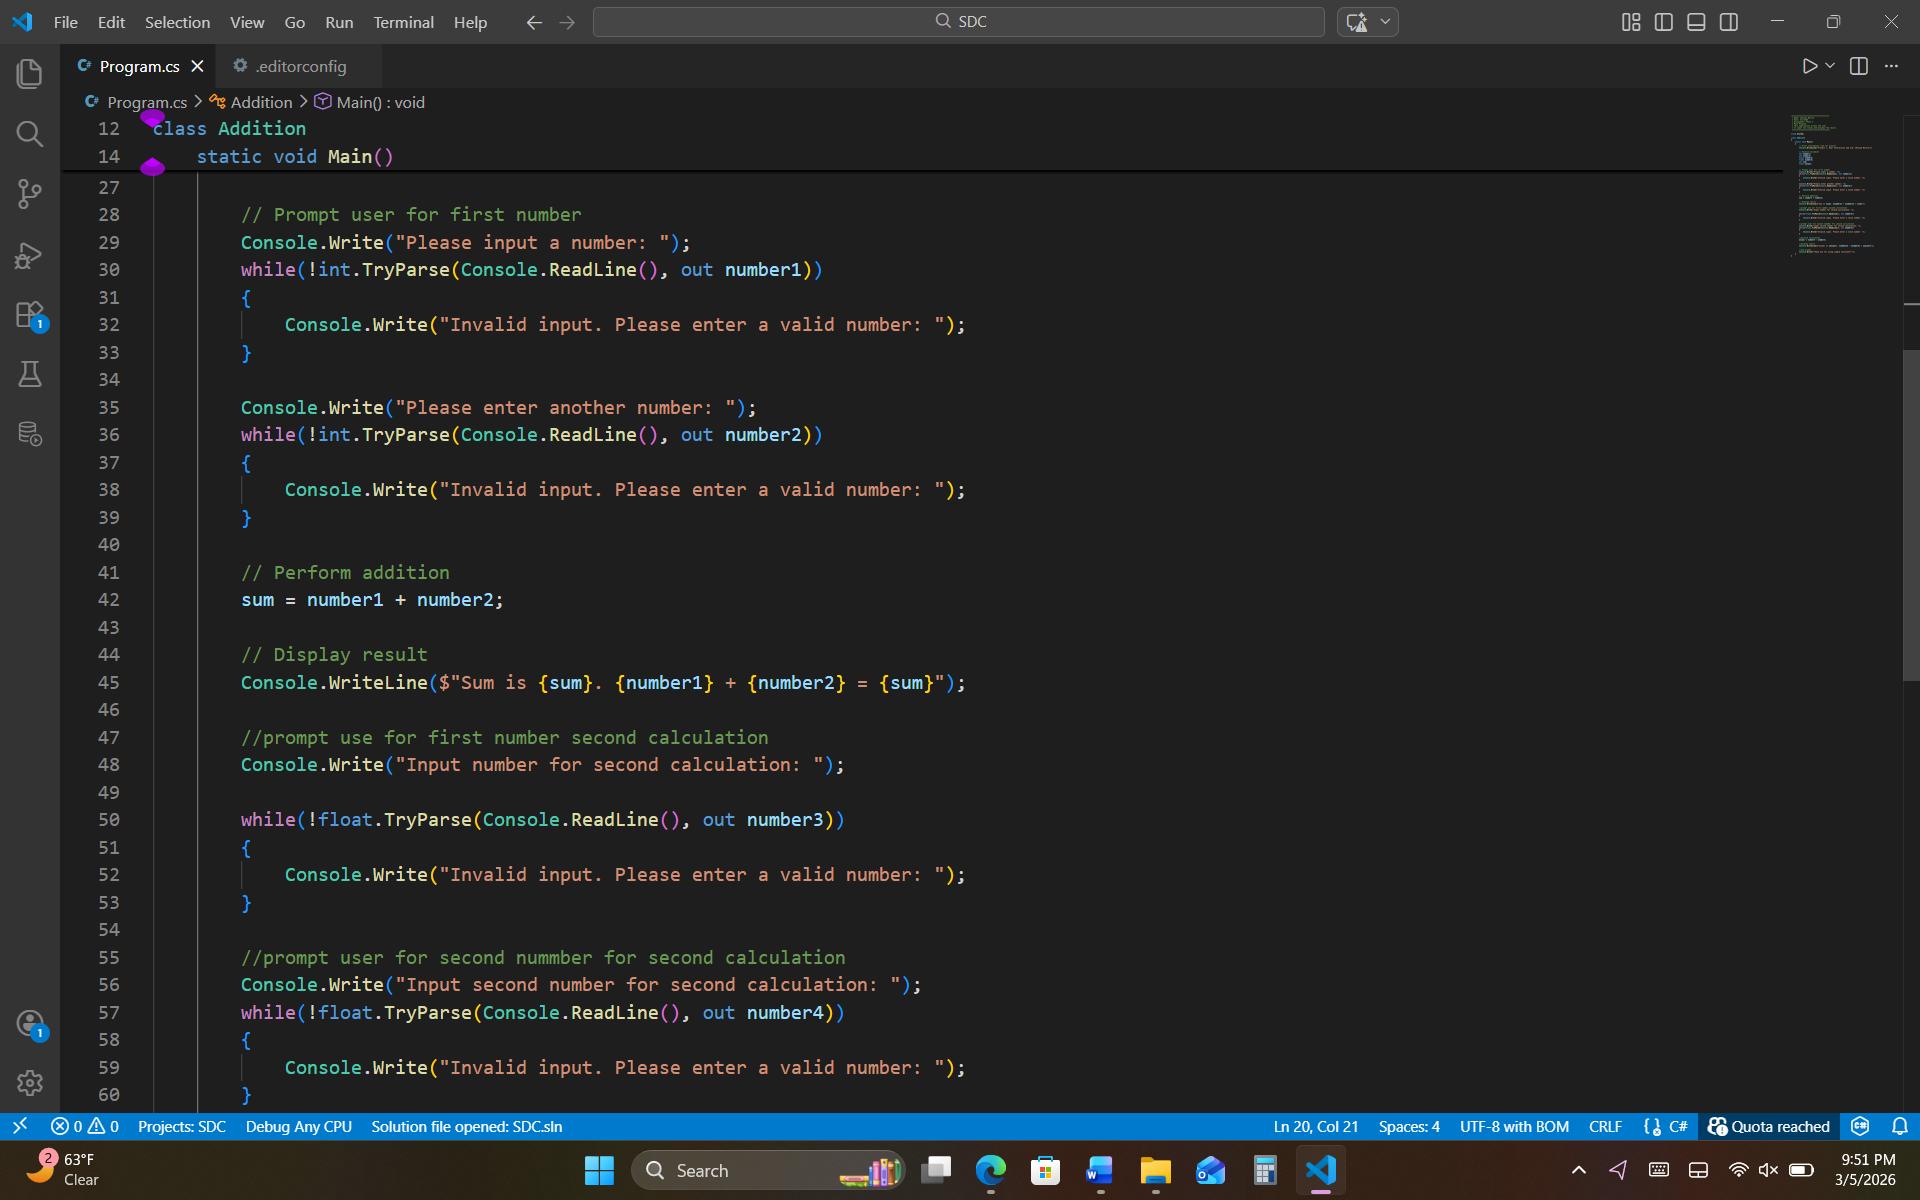 File Edit Selection View Go Run Terminal Help SDC
Program.cs .editorconfig
Program.cs > Addition > Main() : void
12 class Addition
14 static void Main()
27
28 // Prompt user for first number
29 Console.Write("Please input a number: ");
30 while(!int.TryParse(Console.ReadLine(), out number1))
31 {
32 Console.Write("Invalid input. Please enter a valid number: ");
33 }
34
35 Console.Write("Please enter another number: ");
36 while(!int.TryParse(Console.ReadLine(), out number2))
37 {
38 Console.Write("Invalid input. Please enter a valid number: ");
39 }
40
41 // Perform addition
42 sum = number1 + number2;
43
44 // Display result
45 Console.WriteLine($"Sum is {sum}. {number1} + {number2} = {sum}");
46
47 //prompt use for first number second calculation
48 Console.Write("Input number for second calculation: ");
49
50 while(!float.TryParse(Console.ReadLine(), out number3))
51 {
52 Console.Write("Invalid input. Please enter a valid number: ");
53 }
54
55 //prompt user for second nummber for second calculation
56 Console.Write("Input second number for second calculation: ");
57 while(!float.TryParse(Console.ReadLine(), out number4))
58 {
59 Console.Write("Invalid input. Please enter a valid number: ");
60 }
1
1
0 0 Projects: SDC Debug Any CPU Solution file opened: SDC.sln Ln 20, Col 21 Spaces: 4 UTF-8 with BOM CRLF {} C# Quota reached
2 63°F
Clear
Search
9:51 PM
3/5/2026